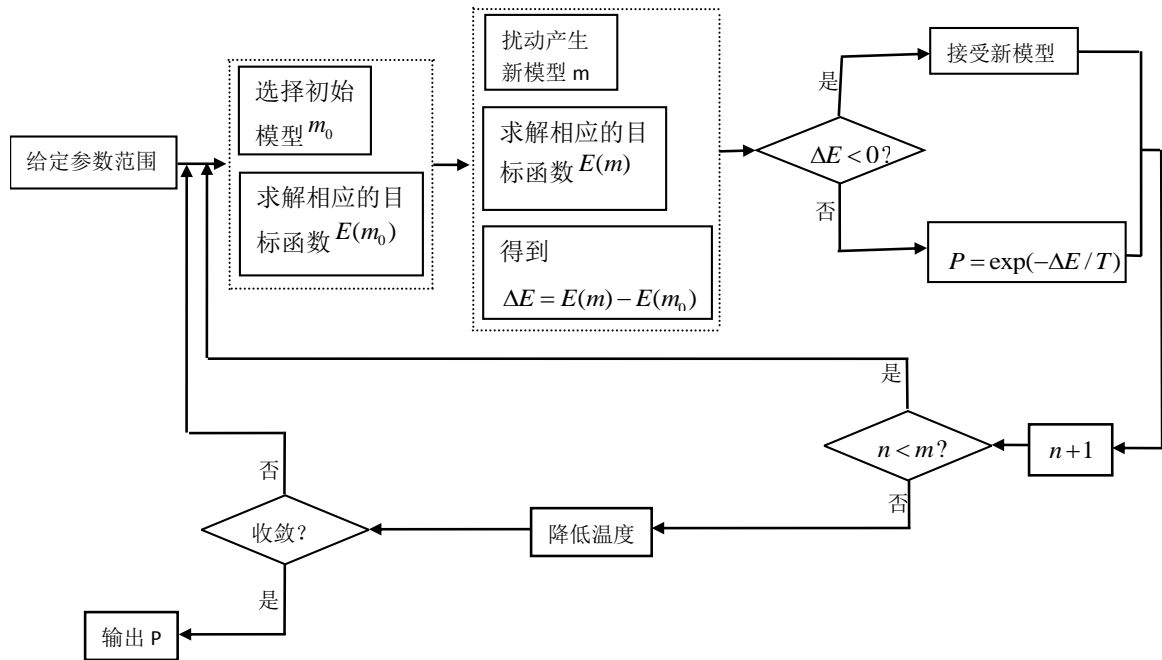 给定参数范围
选择初始
模型 m₀
求解相应的目
标函数 E(m₀)
扰动产生
新模型 m
求解相应的目
标函数 E(m)
得到
ΔE = E(m) − E(m₀)
ΔE < 0?
是
接受新模型
否
P = exp(−ΔE / T)
n+1
n < m?
是
否
降低温度
收敛?
否
是
输出 P